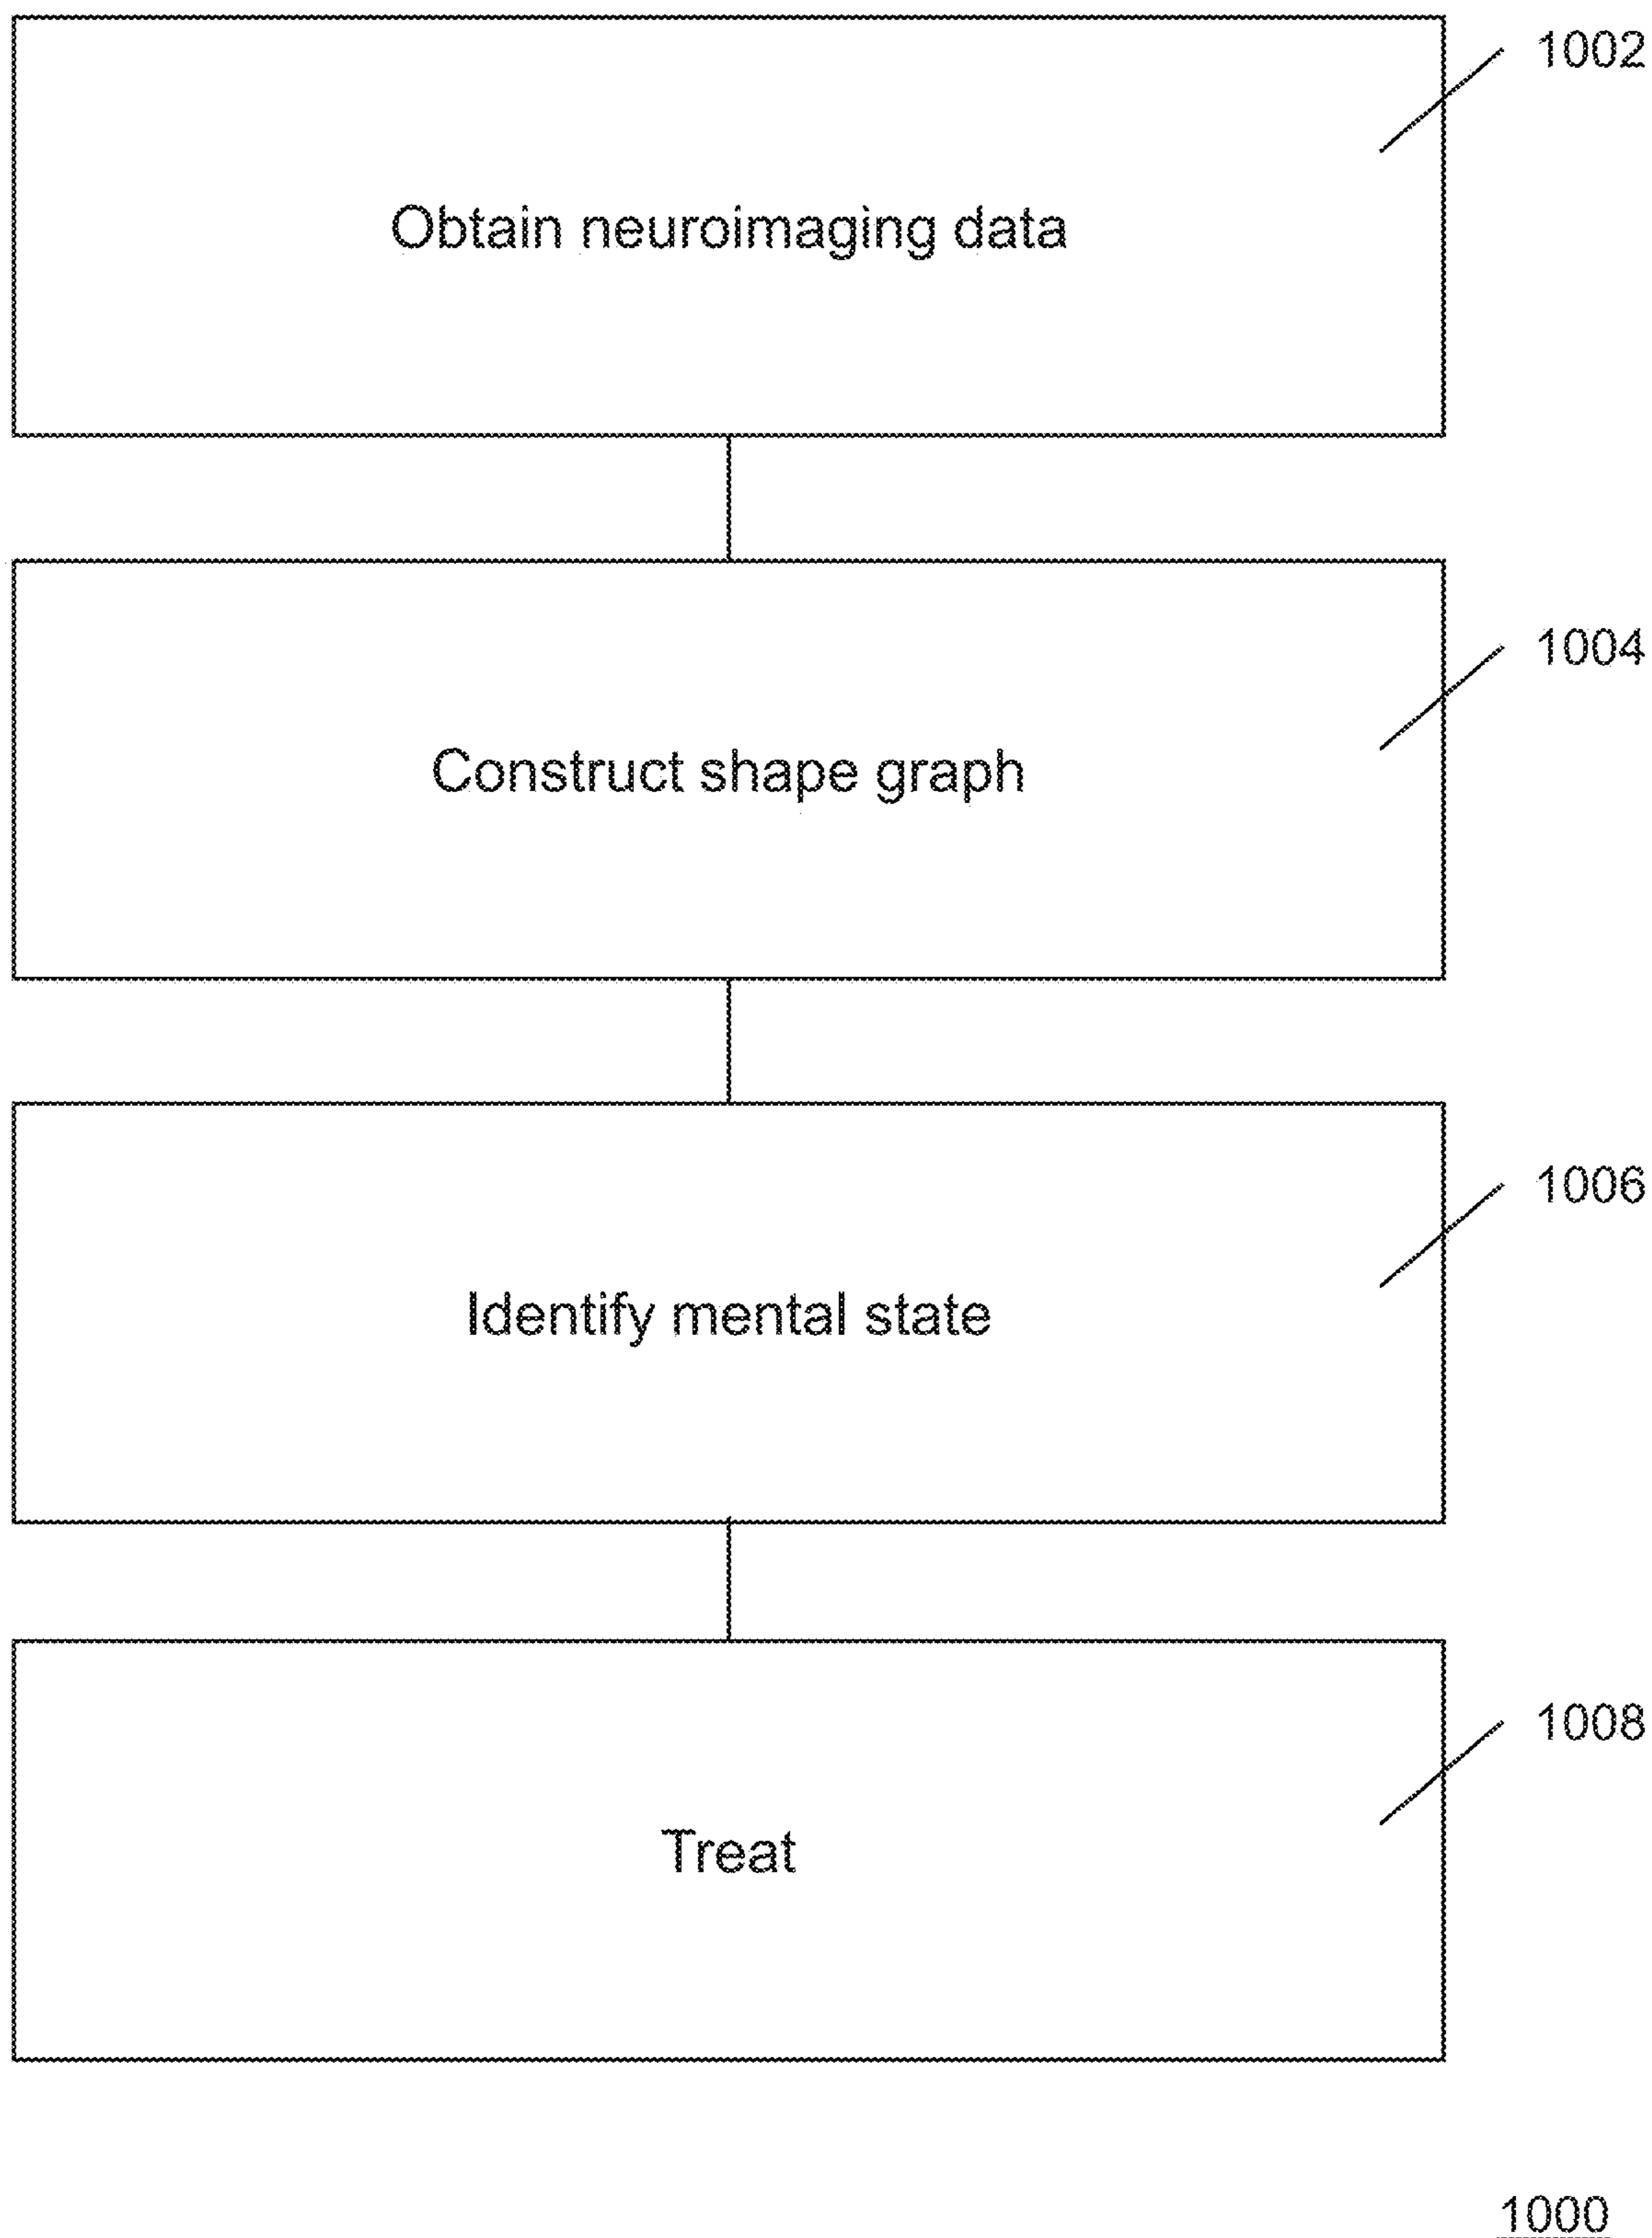 1002
Obtain neuroimaging data
1004
Construct shape graph
1006
Identify mental state
1008
Treat
1000